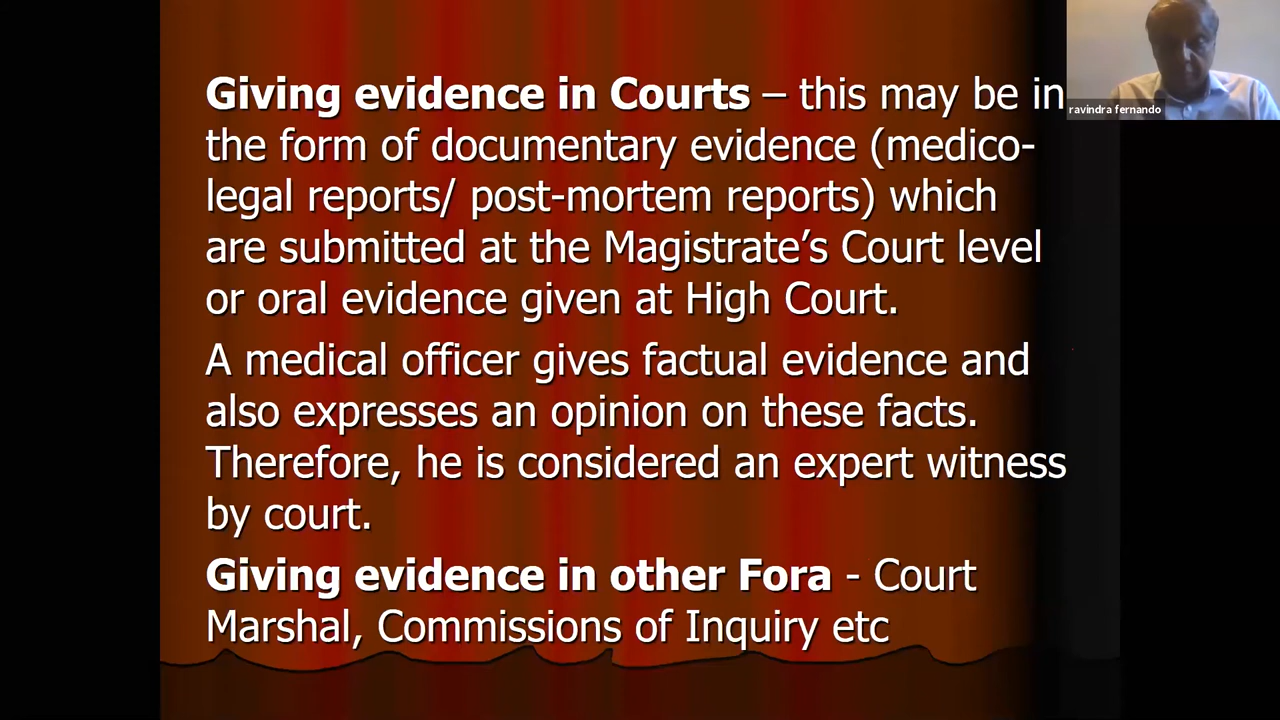 Giving evidence in Courts – this may be in
the form of documentary evidence (medico-
legal reports/ post-mortem reports) which
are submitted at the Magistrate’s Court level
or oral evidence given at High Court.
A medical officer gives factual evidence and
also expresses an opinion on these facts.
Therefore, he is considered an expert witness
by court.
Giving evidence in other Fora - Court
Marshal, Commissions of Inquiry etc
ravindra fernando